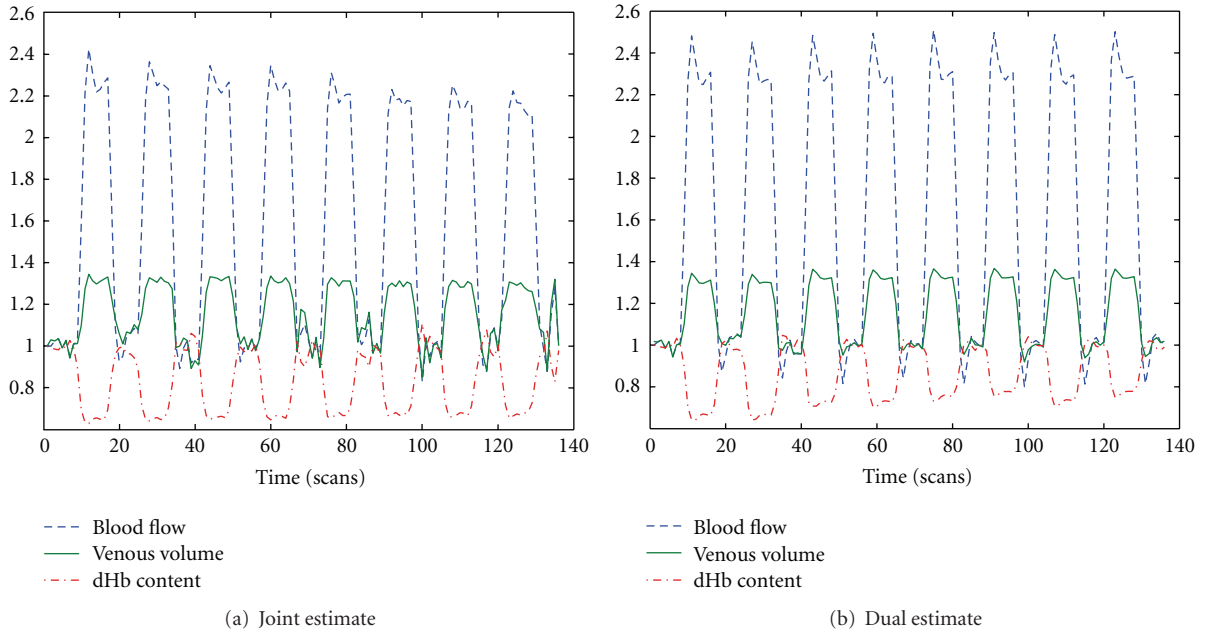 2.6
2.4
2.2
2
1.8
1.6
1.4
1.2
1
0.8
0 20 40 60 80 100 120 140
Time (scans)
Blood flow
Venous volume
dHb content
(a) Joint estimate
2.6
2.4
2.2
2
1.8
1.6
1.4
1.2
1
0.8
0 20 40 60 80 100 120 140
Time (scans)
Blood flow
Venous volume
dHb content
(b) Dual estimate